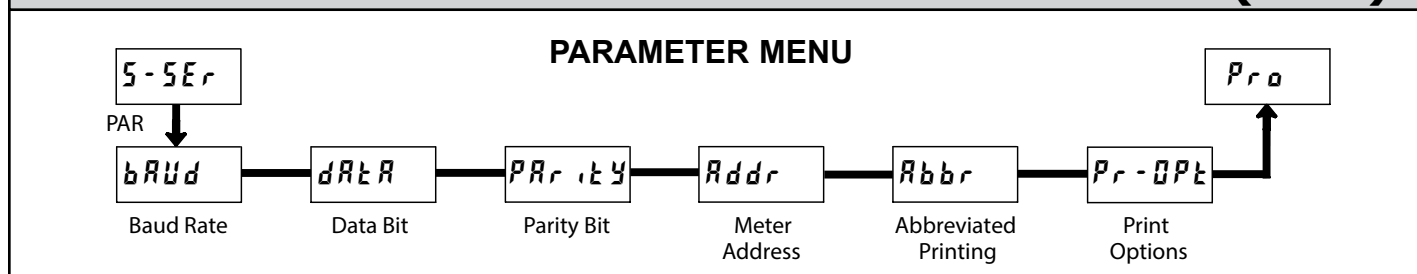 PARAMETER MENU
5-SEr
Pro
PAR
bAUd
dAtA
PAritY
Addr
Abbr
Pr-OPt
Baud Rate
Data Bit
Parity Bit
Meter
Address
Abbreviated
Printing
Print
Options